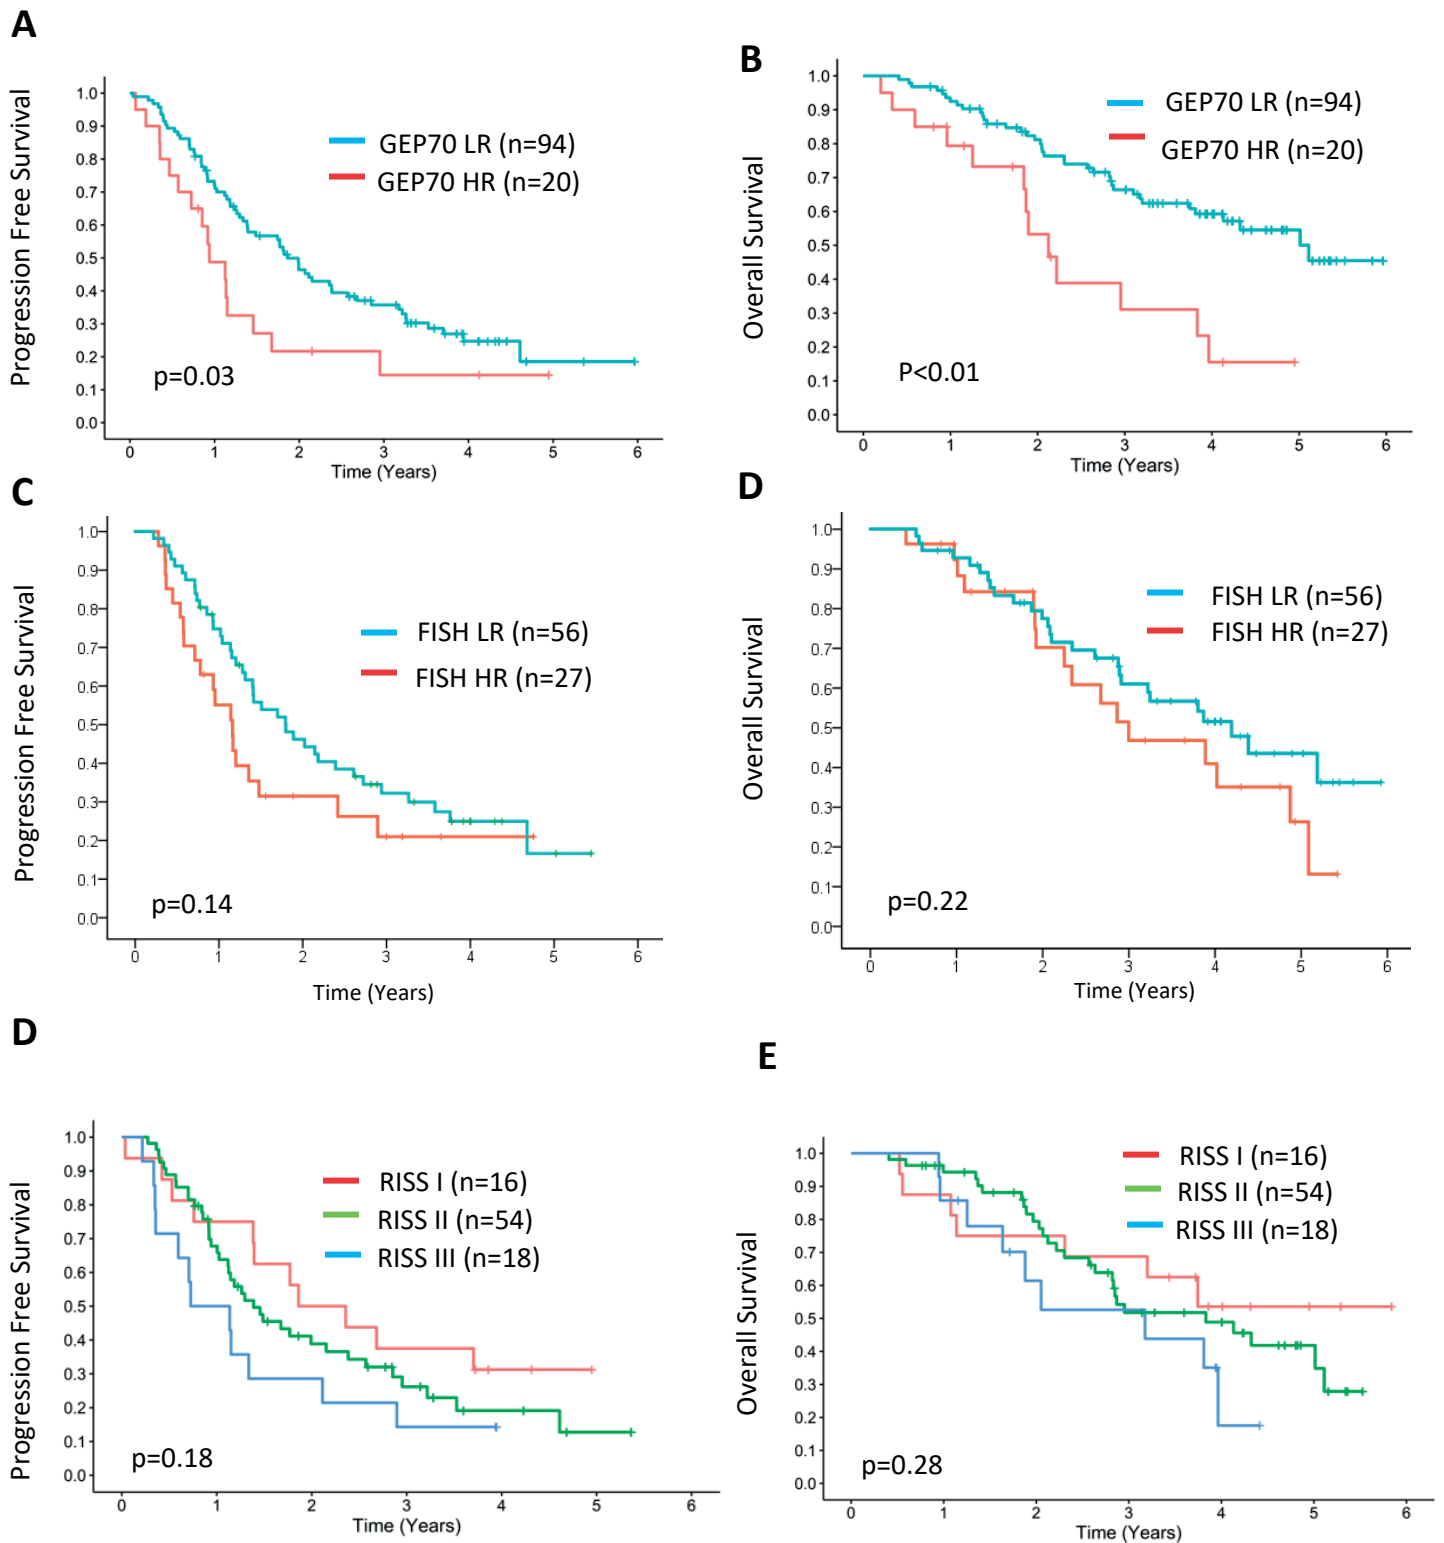 A
Progression Free Survival
1.0
0.9
0.8
0.7
0.6
0.5
0.4
0.3
0.2
0.1
0.0
GEP70 LR (n=94)
GEP70 HR (n=20)
p=0.03
0 1 2 3 4 5 6
Time (Years)
B
Overall Survival
1.0
0.9
0.8
0.7
0.6
0.5
0.4
0.3
0.2
0.1
0.0
GEP70 LR (n=94)
GEP70 HR (n=20)
P<0.01
0 1 2 3 4 5 6
Time (Years)
C
Progression Free Survival
1.0
0.9
0.8
0.7
0.6
0.5
0.4
0.3
0.2
0.1
0.0
FISH LR (n=56)
FISH HR (n=27)
p=0.14
0 1 2 3 4 5 6
Time (Years)
D
Overall Survival
1.0
0.9
0.8
0.7
0.6
0.5
0.4
0.3
0.2
0.1
0.0
FISH LR (n=56)
FISH HR (n=27)
p=0.22
0 1 2 3 4 5 6
Time (Years)
D
Progression Free Survival
1.0
0.9
0.8
0.7
0.6
0.5
0.4
0.3
0.2
0.1
0.0
RISS I (n=16)
RISS II (n=54)
RISS III (n=18)
p=0.18
0 1 2 3 4 5 6
Time (Years)
E
Overall Survival
1.0
0.9
0.8
0.7
0.6
0.5
0.4
0.3
0.2
0.1
0.0
RISS I (n=16)
RISS II (n=54)
RISS III (n=18)
p=0.28
0 1 2 3 4 5 6
Time (Years)